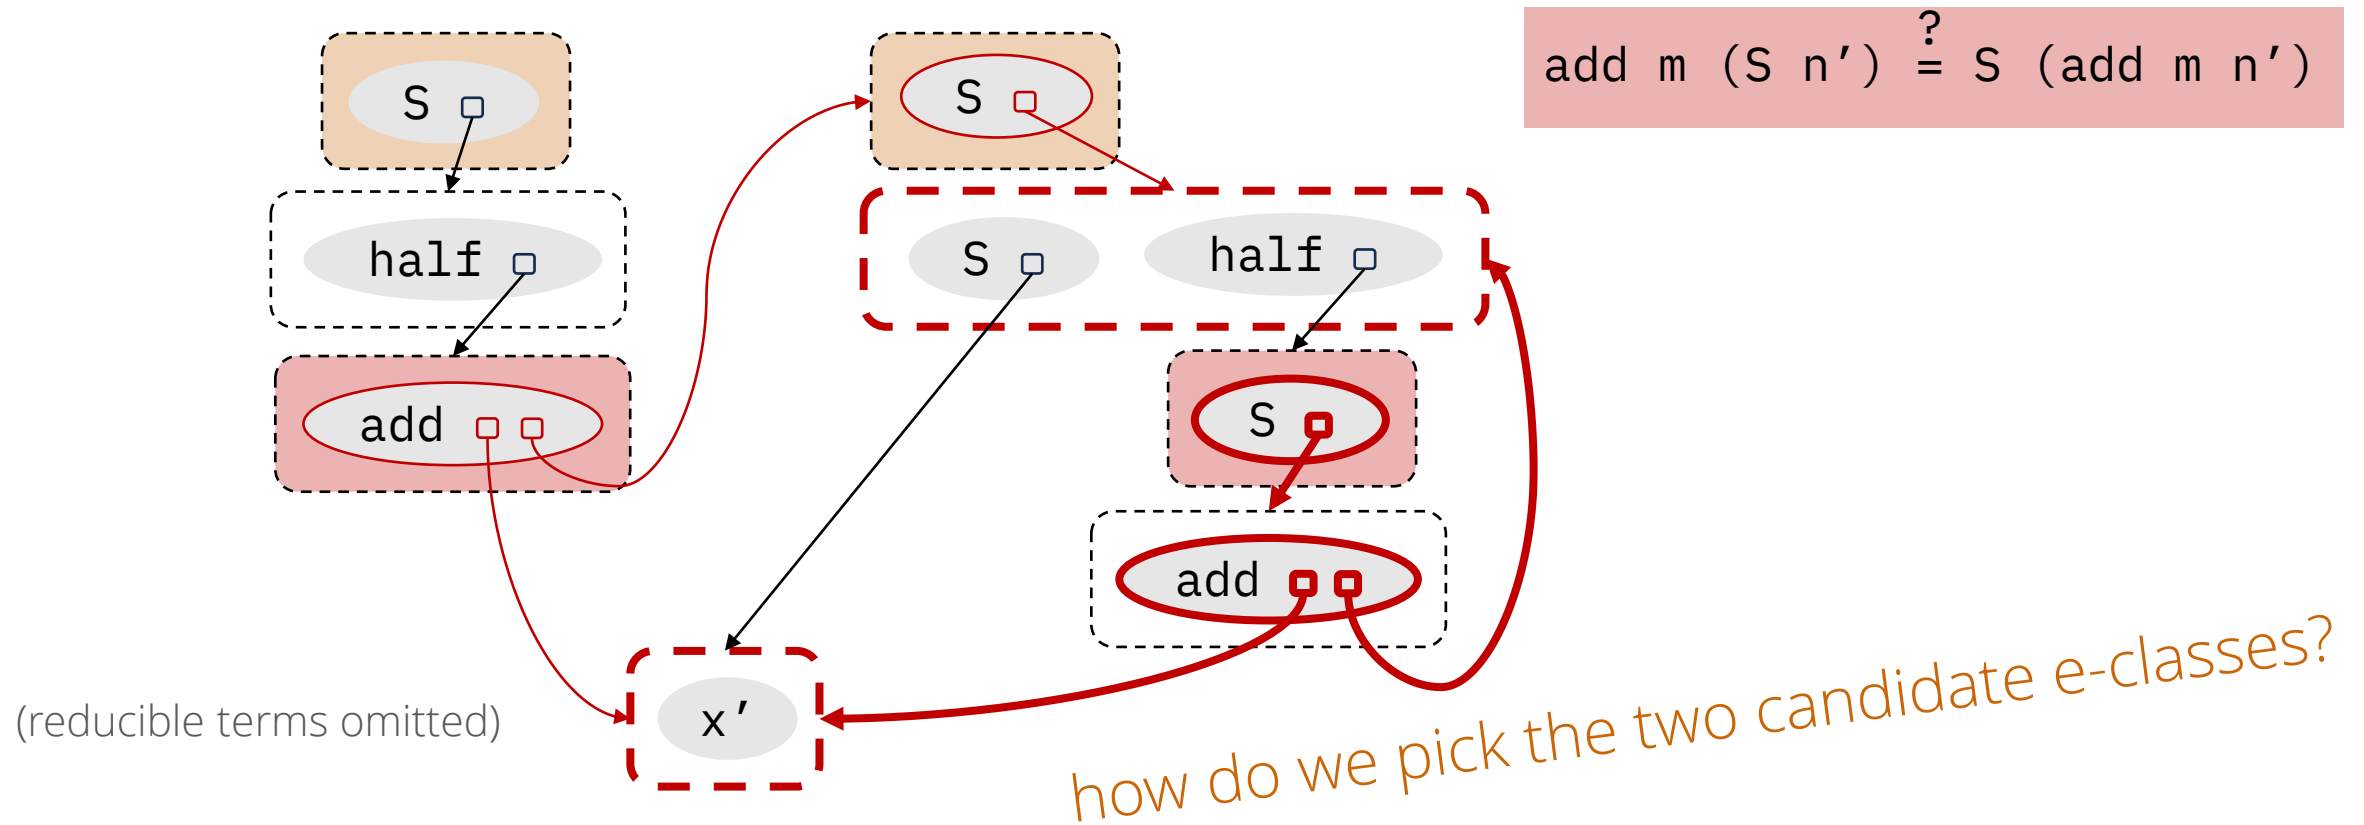 ?
add m (S n’) = S (add m n’)
S
S
half
S
half
add
S
add
x’
(reducible terms omitted)
how do we pick the two candidate e-classes?